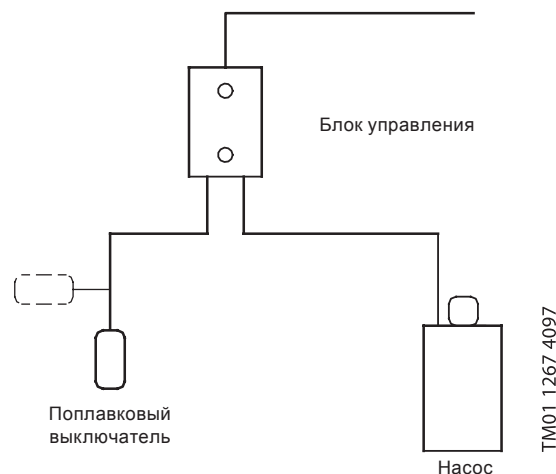 Блок управления
Поплавковый
выключатель
Насос
TM01 1267 4097